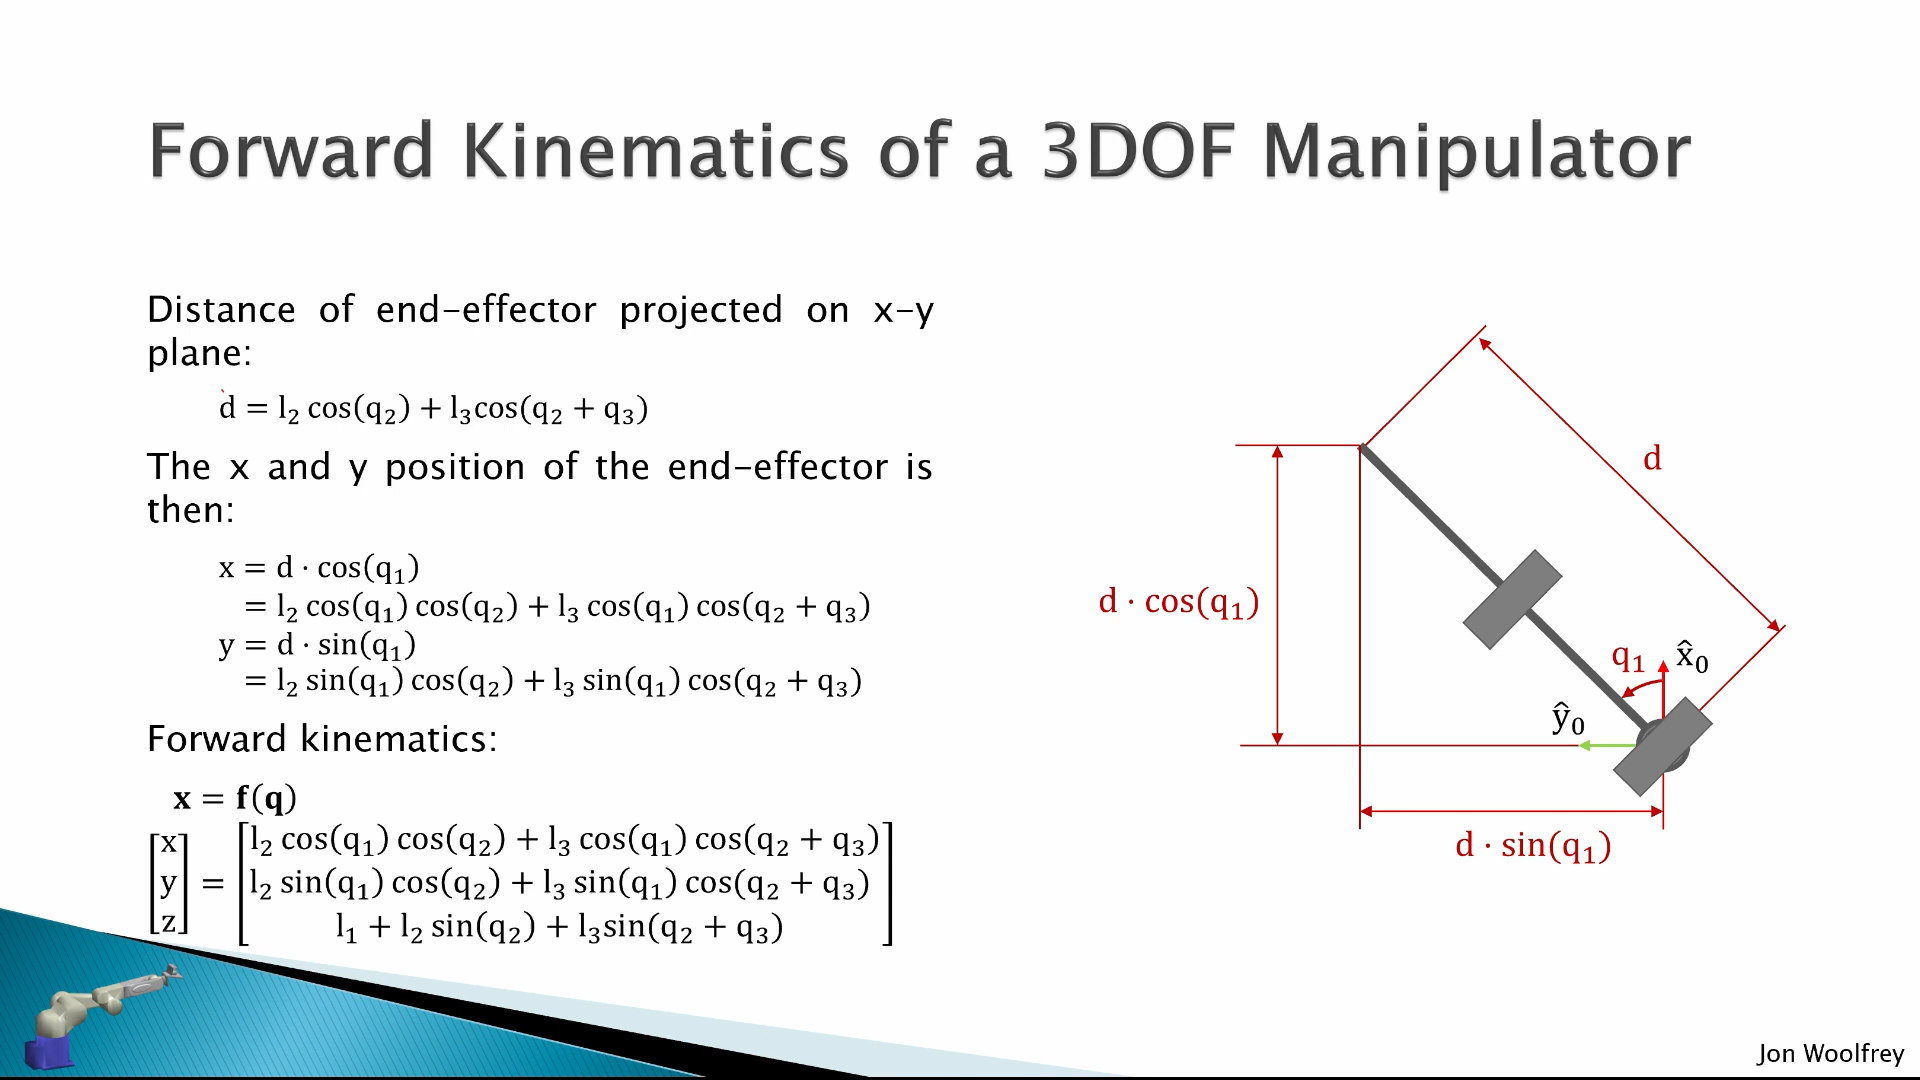 Forward Kinematics of a 3DOF Manipulator
Distance of end-effector projected on x-y
plane:
d = l₂ cos(q₂) + l₃cos(q₂ + q₃)
The x and y position of the end-effector is
then:
x = d · cos(q₁)
= l₂ cos(q₁) cos(q₂) + l₃ cos(q₁) cos(q₂ + q₃)
y = d · sin(q₁)
= l₂ sin(q₁) cos(q₂) + l₃ sin(q₁) cos(q₂ + q₃)
Forward kinematics:
𝐱 = 𝐟(𝐪)
[x y z] = [l₂ cos(q₁) cos(q₂) + l₃ cos(q₁) cos(q₂ + q₃)
l₂ sin(q₁) cos(q₂) + l₃ sin(q₁) cos(q₂ + q₃)
l₁ + l₂ sin(q₂) + l₃sin(q₂ + q₃)]
d
d · cos(q₁)
q₁ x̂₀
ŷ₀
d · sin(q₁)
Jon Woolfrey